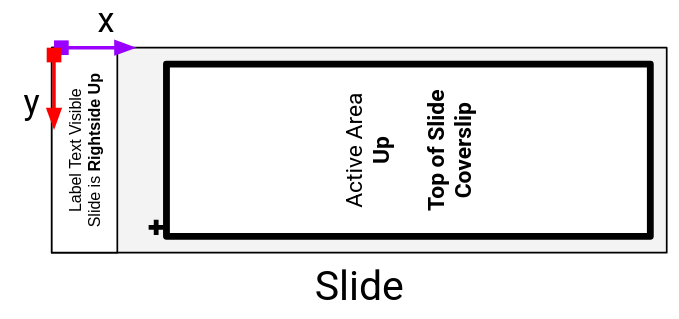 x
y
Label Text Visible
Slide is Rightside Up
Active Area
Up
Top of Slide
Coverslip
Slide